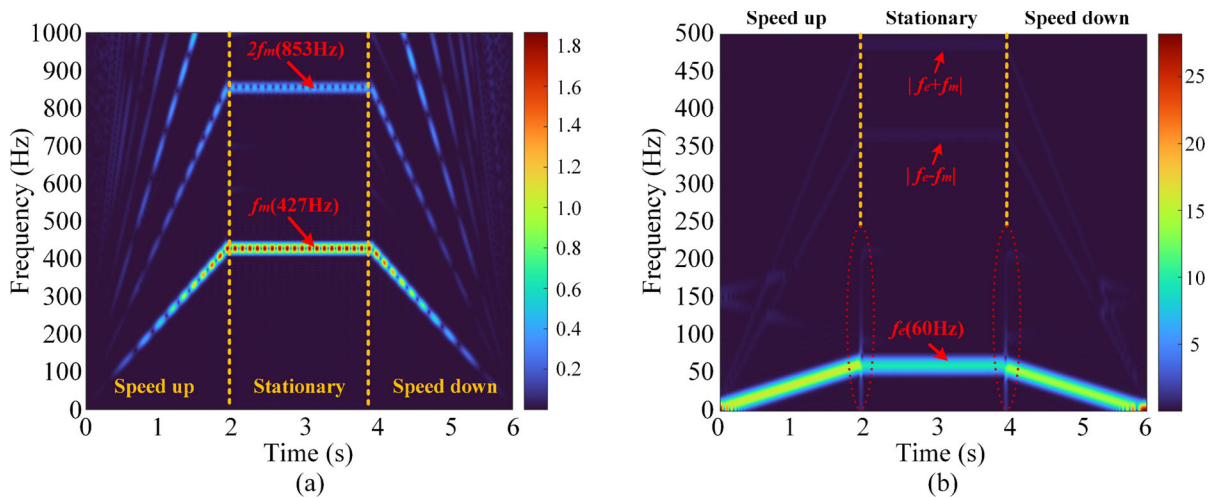 Speed up Stationary Speed down
1000
900
800
700
600
500
400
300
200
100
0
Frequency (Hz)
2fm(853Hz)
fm(427Hz)
Speed up Stationary Speed down
0 1 2 3 4 5 6
Time (s)
(a)
1.8
1.6
1.4
1.2
1.0
0.8
0.6
0.4
0.2
500
450
400
350
300
250
200
150
100
50
0
Frequency (Hz)
|fe+fm|
|fe-fm|
fe(60Hz)
0 1 2 4 5 6
Time (s)
(b)
25
20
15
10
5